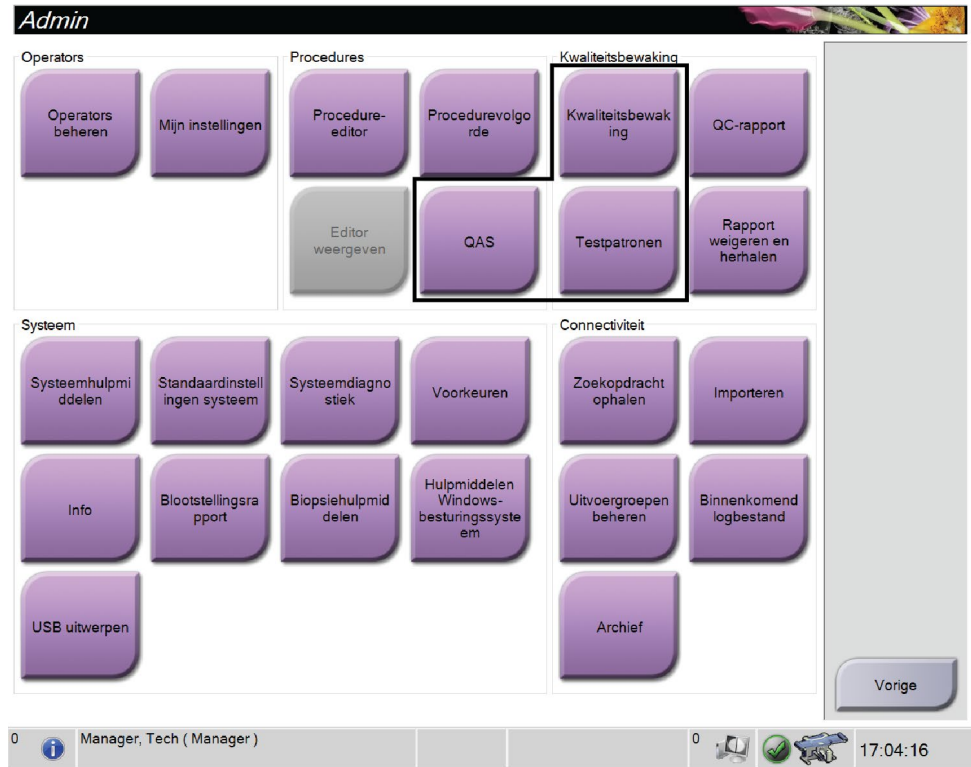 Admin
Operators
Operators
beheren
Mijn instellingen
Procedures
Procedure-
editor
Procedurevolgo
rde
Editor
weergeven
QAS
Kwaliteitsbewaking
Kwaliteitsbewak
ing
QC-rapport
Testpatronen
Rapport
weigeren en
herhalen
Systeem
Systeemhulpmi
ddelen
Standaardinstell
ingen systeem
Systeemdiagno
stiek
Voorkeuren
Info
Blootstellingsra
pport
Biopsiehulpmid
delen
Hulpmiddelen
Windows-
besturingssyste
em
USB uitwerpen
Connectiviteit
Zoekopdracht
ophalen
Importeren
Uitvoergroepen
beheren
Binnenkomend
logbestand
Archief
Vorige
0
Manager, Tech ( Manager )
0
17:04:16